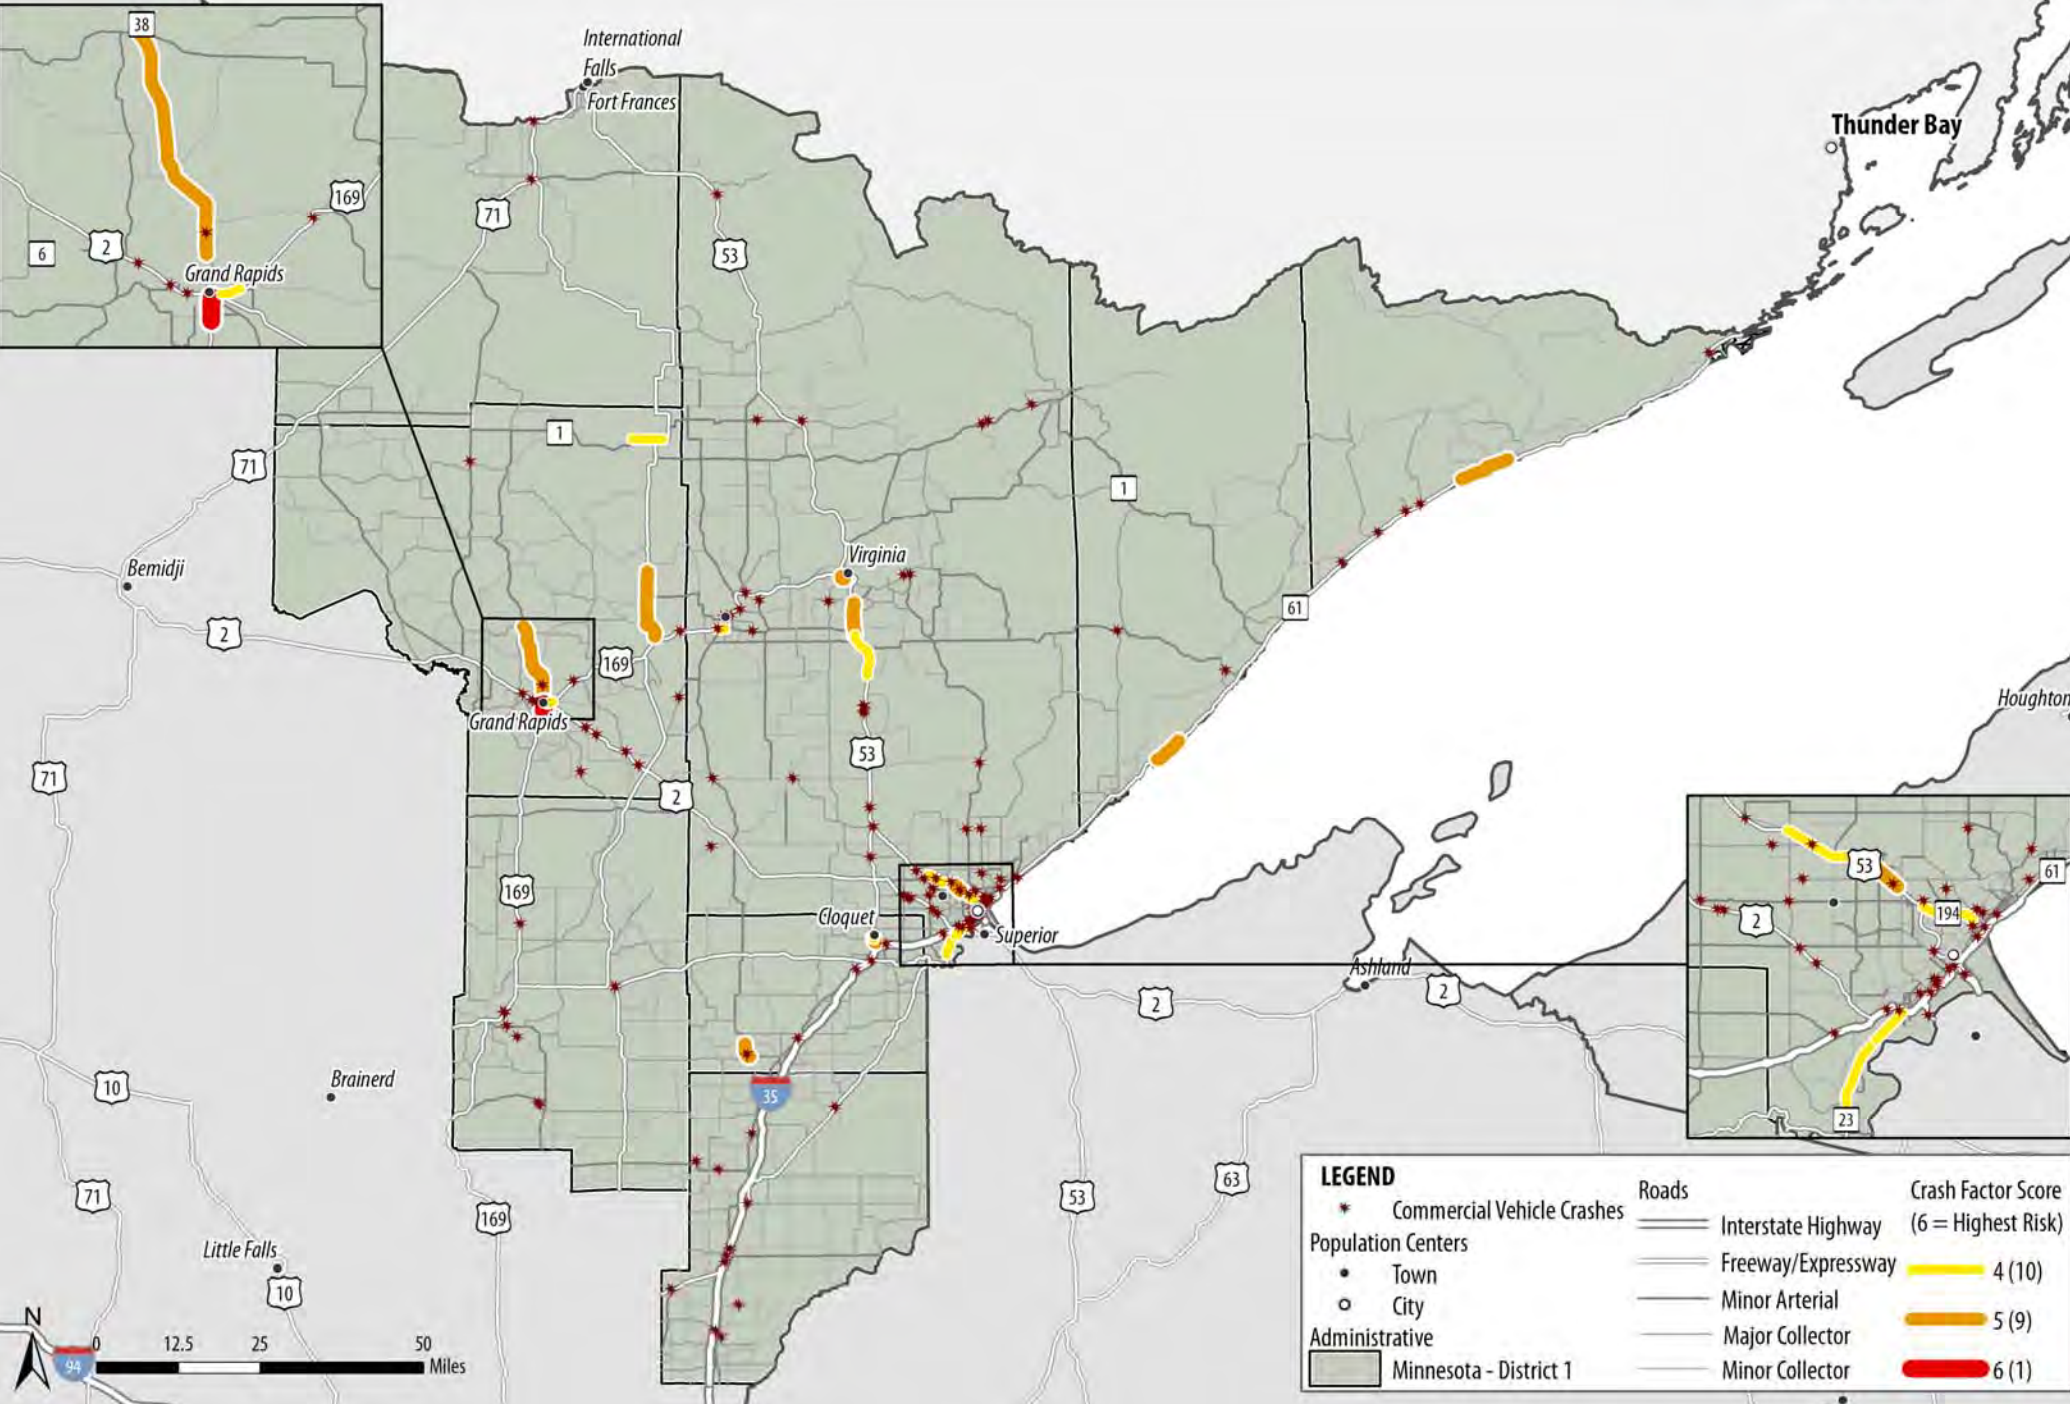 38
International
Falls
Fort Frances
Thunder Bay
169
71
2
6
53
Grand Rapids
1
71
1
Virginia
Bemidji
61
2
169
Houghton
Grand Rapids
53
71
2
53
61
169
194
2
Cloquet
Superior
Ashland
2
2
35
Brainerd
10
23
LEGEND
Commercial Vehicle Crashes
Population Centers
Town
City
Administrative
Minnesota - District 1
Roads
Interstate Highway
Freeway/Expressway
Minor Arterial
Major Collector
Minor Collector
Crash Factor Score
(6 = Highest Risk)
4 (10)
5 (9)
6 (1)
63
71
53
169
Little Falls
10
N
0 12.5 25 50
Miles
94